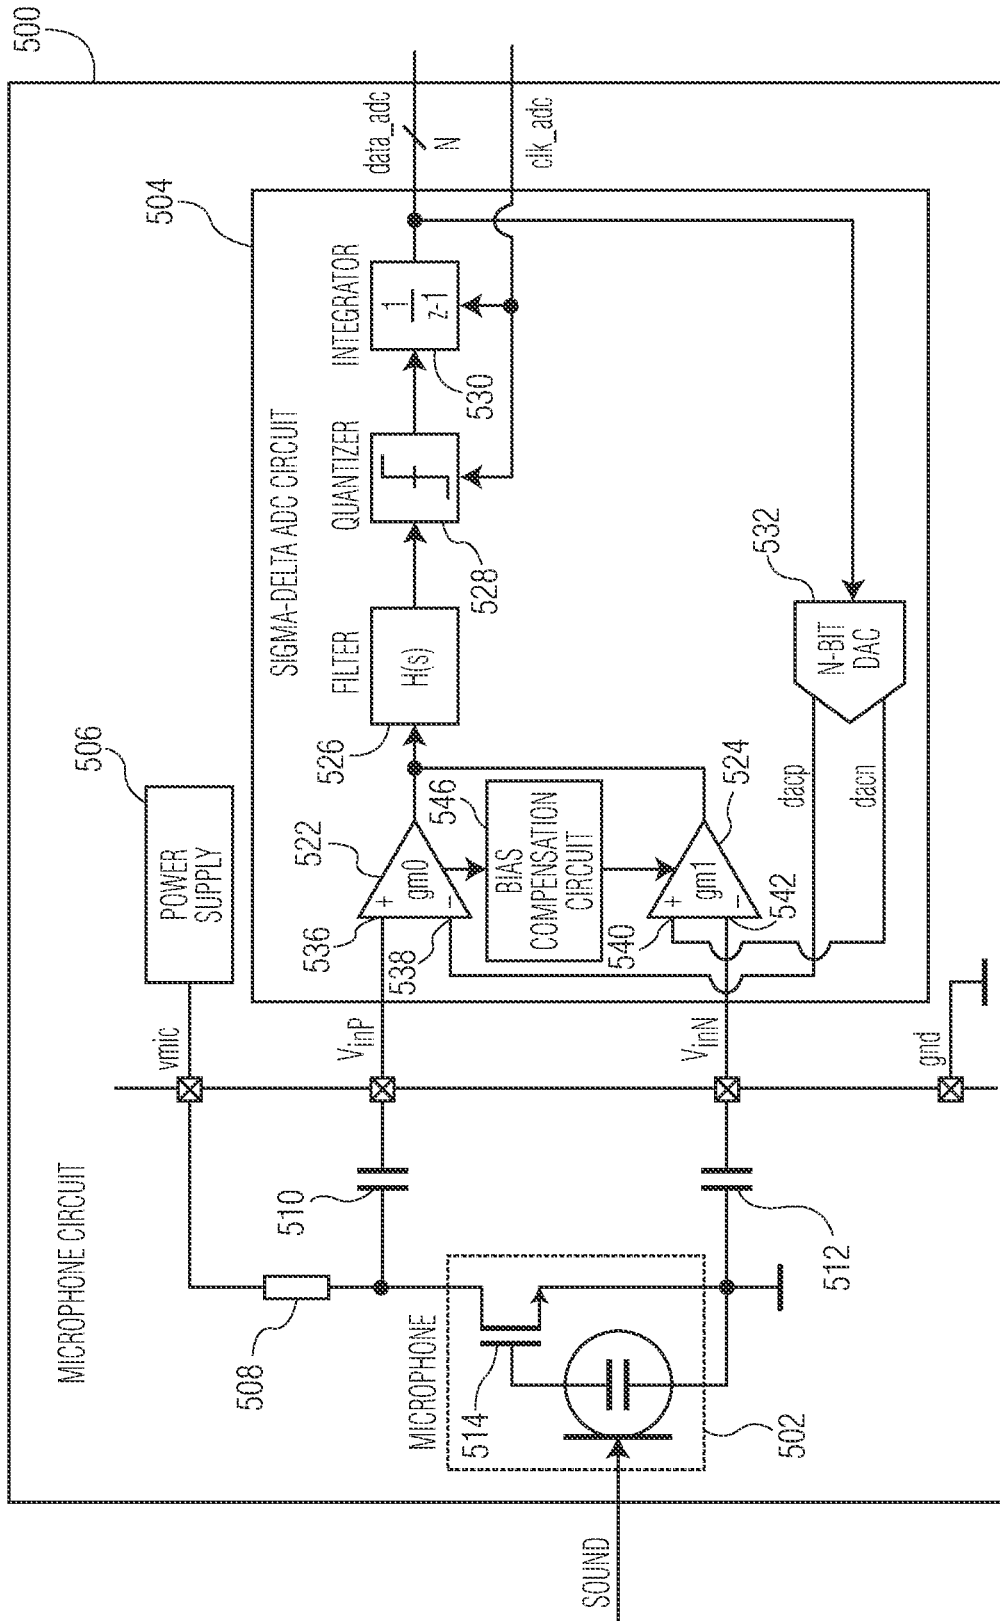 500
MICROPHONE CIRCUIT
POWER
SUPPLY
506
vmic
508
510
MICROPHONE
514
502
SOUND
512
V_inP
V_inN
gnd
504
SIGMA-DELTA ADC CIRCUIT
FILTER
H(s)
526
QUANTIZER
528
INTEGRATOR
1
z-1
530
data_adc
N
clk_adc
522
+
gm0
-
536
538
546
BIAS
COMPENSATION
CIRCUIT
524
+
gm1
-
540
542
532
N-BIT
DAC
dacp
dacn